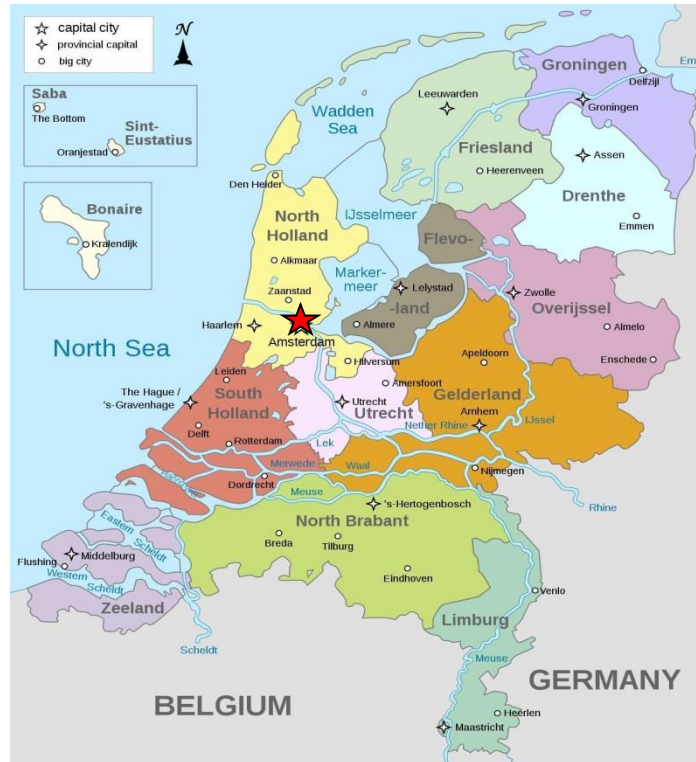 capital city
provincial capital
big city
N
Saba
The Bottom
Sint-
Eustatius
Oranjestad
Bonaire
Kralendijk
Groningen
Delfzijl
Em
Leeuwarden
Groningen
Wadden
Sea
Friesland
Assen
Heerenveen
Den Helder
Drenthe
North
Holland
IJsselmeer
Emmen
Flevo-
Alkmaar
Marker-
meer
Lelystad
Zwolle
Zaanstad
-land
Overijssel
Haarlem
Almere
Almelo
Amsterdam
North Sea
Hilversum
Apeldoorn
Enschede
Leiden
Amersfoort
South
Holland
The Hague /
's-Gravenhage
Utrecht
Utrecht
Gelderland
Arnhem
Delft
Nether Rhine
IJssel
Rotterdam
Lek
Merwede
Waal
Nijmegen
Dordrecht
Meuse
Rhine
's-Hertogenbosch
North Brabant
Eastern
Scheldt
Breda
Tilburg
Middelburg
Flushing
Western
Scheldt
Eindhoven
Venlo
Zeeland
Limburg
Scheldt
Meuse
GERMANY
BELGIUM
Heerlen
Maastricht